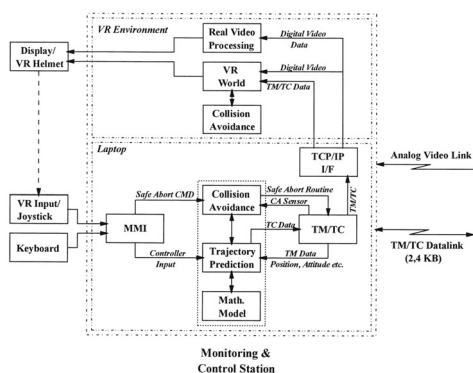 VR Environment
Display/
VR Helmet
Real Video
Processing
Digital Video
Data
VR
World
Digital Video
TM/TC Data
Collision
Avoidance
Laptop
TCP/IP
I/F
Analog Video Link
TM/TC
VR Input/
Joystick
Keyboard
MMI
Safe Abort CMD
Collision
Avoidance
Safe Abort Routine
CA Sensor
TC Data
TM/TC
TM/TC Datalink
(2,4 KB)
Controller
Input
Trajectory
Prediction
TM Data
Position, Attitude etc.
Math.
Model
Monitoring &
Control Station